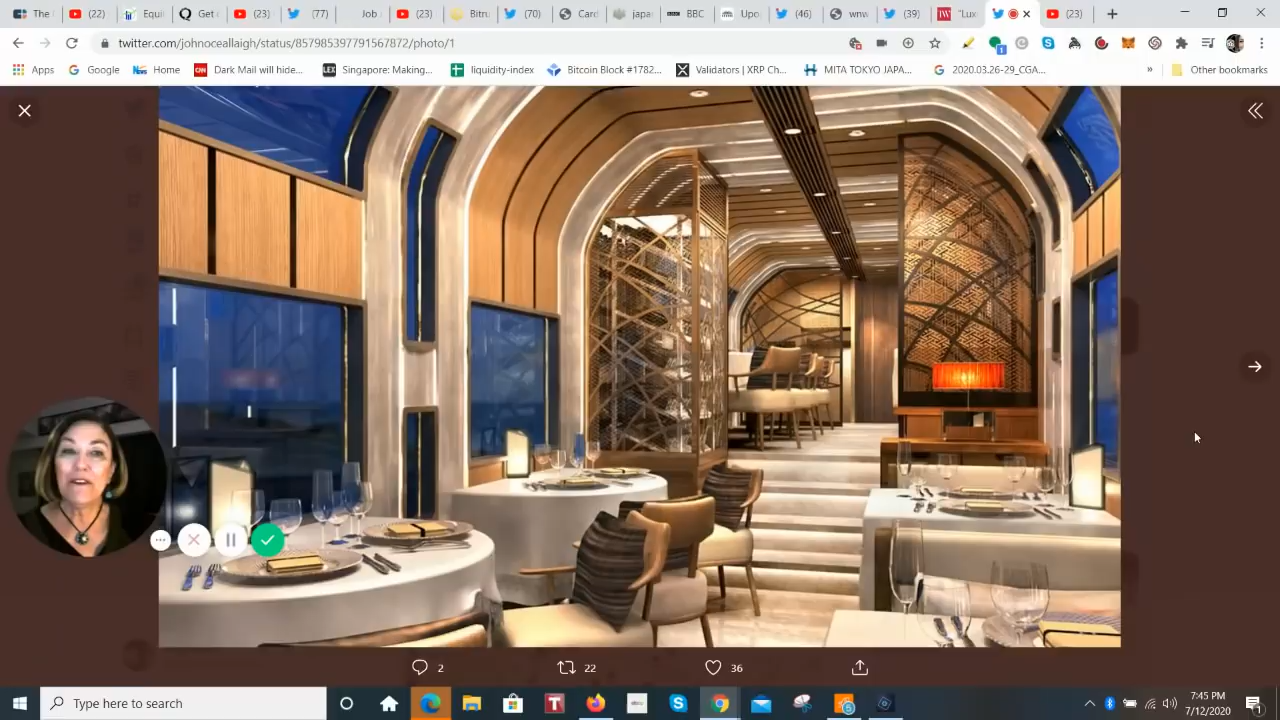 The
(22)
Equi
Get c
(23)
(77)
Job
(23)
Bitru
(70)
Card
japa
BBC
Upo
(46)
wnw
(39)
"Lux
(23)
twitter.com/johnoceallaigh/status/857985397791567872/photo/1
Apps
Google
Home
Dark Mail will hide...
Singapore: Making...
liquidity-index
Bitcoin Block #1782...
Validators | XRP Ch...
MITA TOKYO JAPA...
2020.03.26-29_CGA...
»
Other bookmarks
2
22
36
Type here to search
7:45 PM
7/12/2020